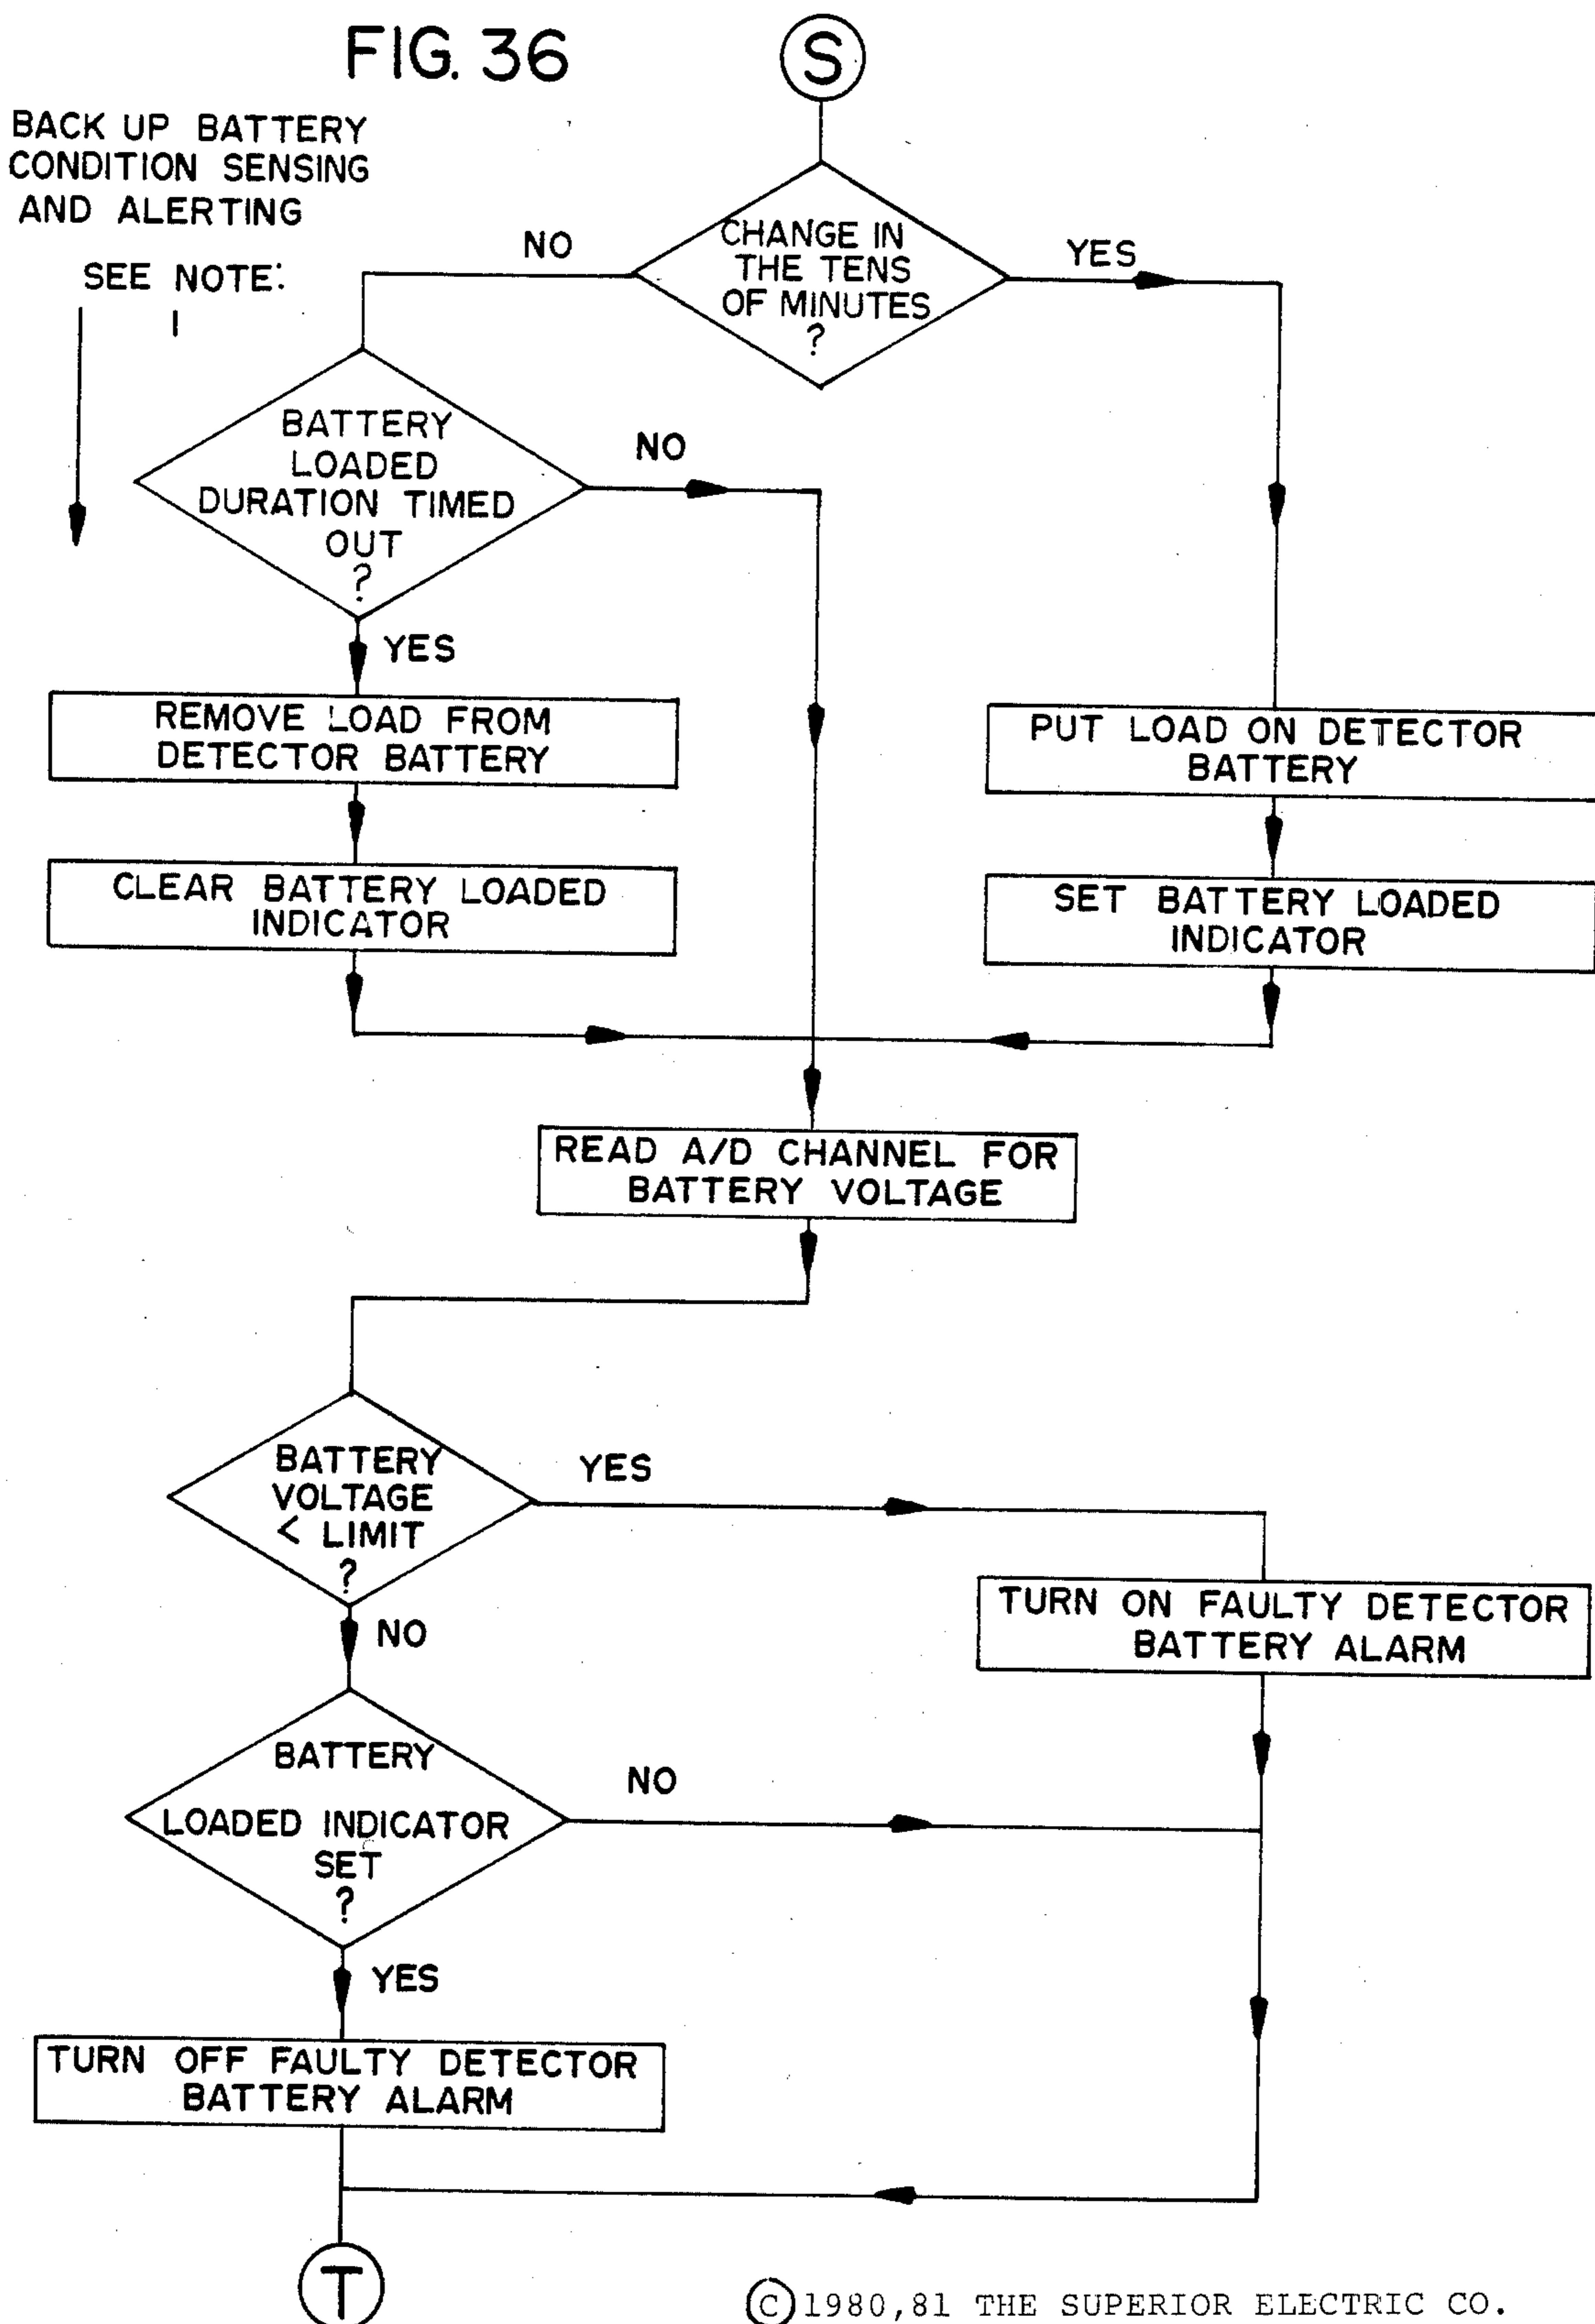 FIG. 36
S
BACK UP BATTERY
CONDITION SENSING
AND ALERTING
SEE NOTE:
1
CHANGE IN
THE TENS
OF MINUTES
?
NO
YES
BATTERY
LOADED
DURATION TIMED
OUT
?
NO
YES
REMOVE LOAD FROM
DETECTOR BATTERY
PUT LOAD ON DETECTOR
BATTERY
CLEAR BATTERY LOADED
INDICATOR
SET BATTERY LOADED
INDICATOR
READ A/D CHANNEL FOR
BATTERY VOLTAGE
BATTERY
VOLTAGE
< LIMIT
?
YES
NO
TURN ON FAULTY DETECTOR
BATTERY ALARM
BATTERY
LOADED INDICATOR
SET
?
NO
YES
TURN OFF FAULTY DETECTOR
BATTERY ALARM
T
© 1980,81 THE SUPERIOR ELECTRIC CO.